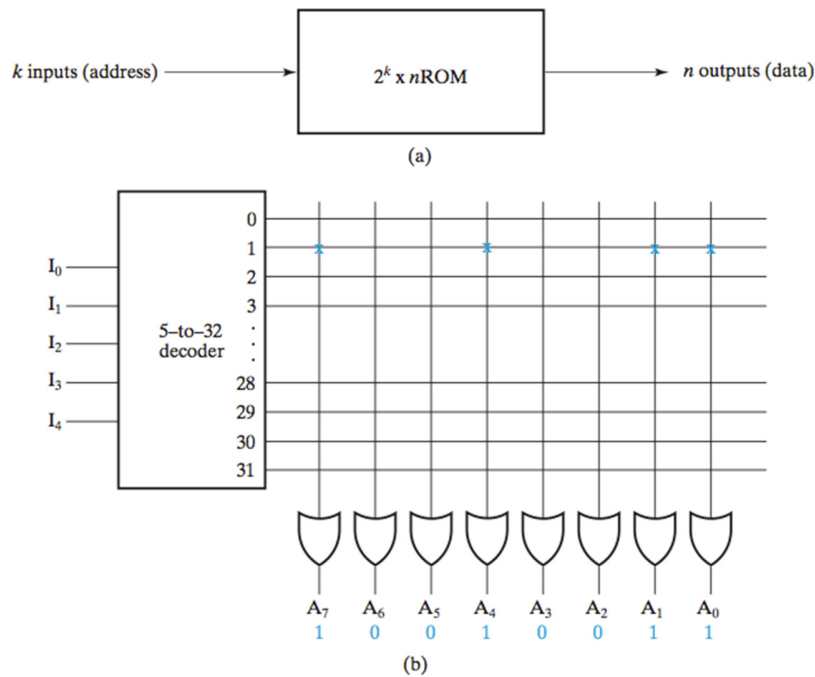 k inputs (address) 2^k x nROM n outputs (data)
(a)
0
1 x x x x
I₀
2
I₁ 3
5–to–32 .
I₂ decoder .
.
I₃ 28
29
I₄
30
31
A₇ A₆ A₅ A₄ A₃ A₂ A₁ A₀
1 0 0 1 0 0 1 1
(b)